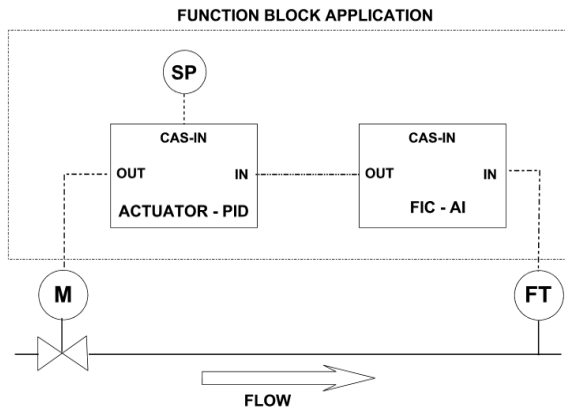 FUNCTION BLOCK APPLICATION
SP
CAS-IN
CAS-IN
OUT
IN
OUT
IN
ACTUATOR - PID
FIC - AI
M
FT
FLOW